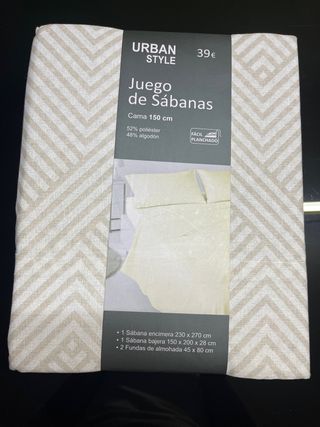 URBAN
STYLE
39€
Juego
de Sábanas
Cama 150 cm
52% poliéster
48% algodón
FÁCIL
PLANCHADO
• 1 Sábana encimera 230 x 270 cm
• 1 Sábana bajera 150 x 200 x 28 cm
• 2 Fundas de almohada 45 x 80 cm